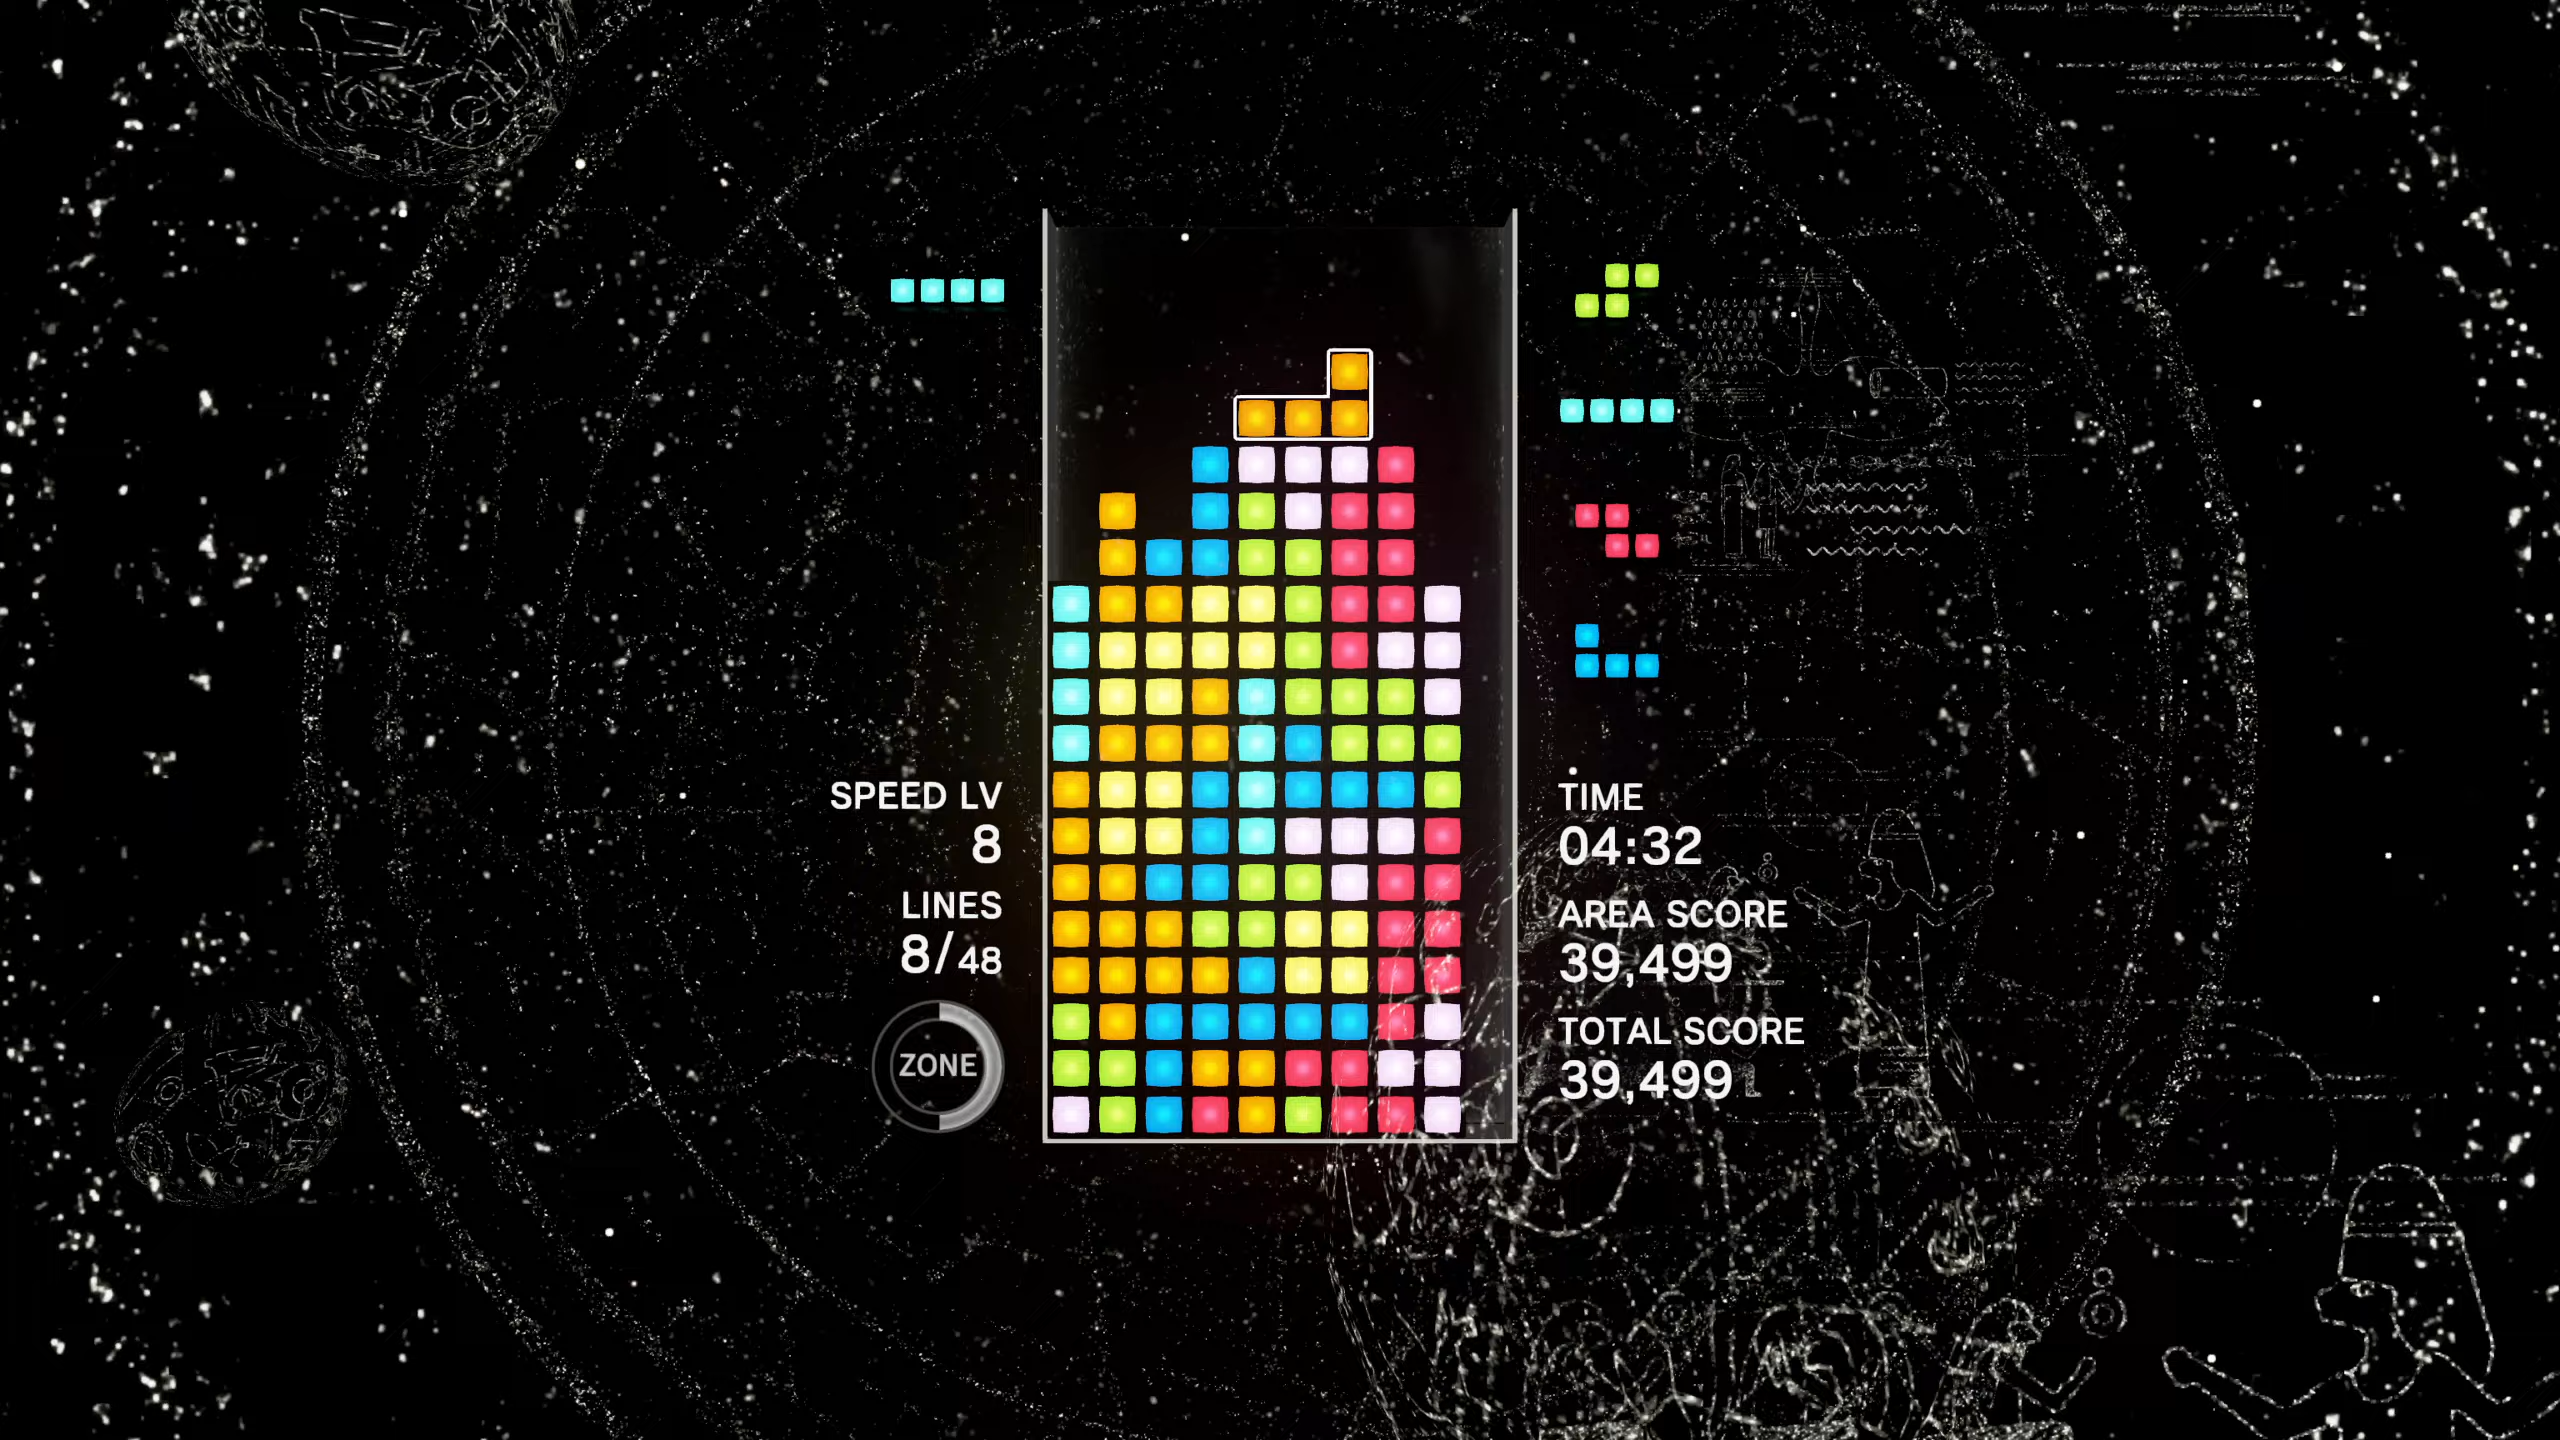 SPEED LV
8
LINES
8/48
ZONE
TIME
04:32
AREA SCORE
39,499
TOTAL SCORE
39,499